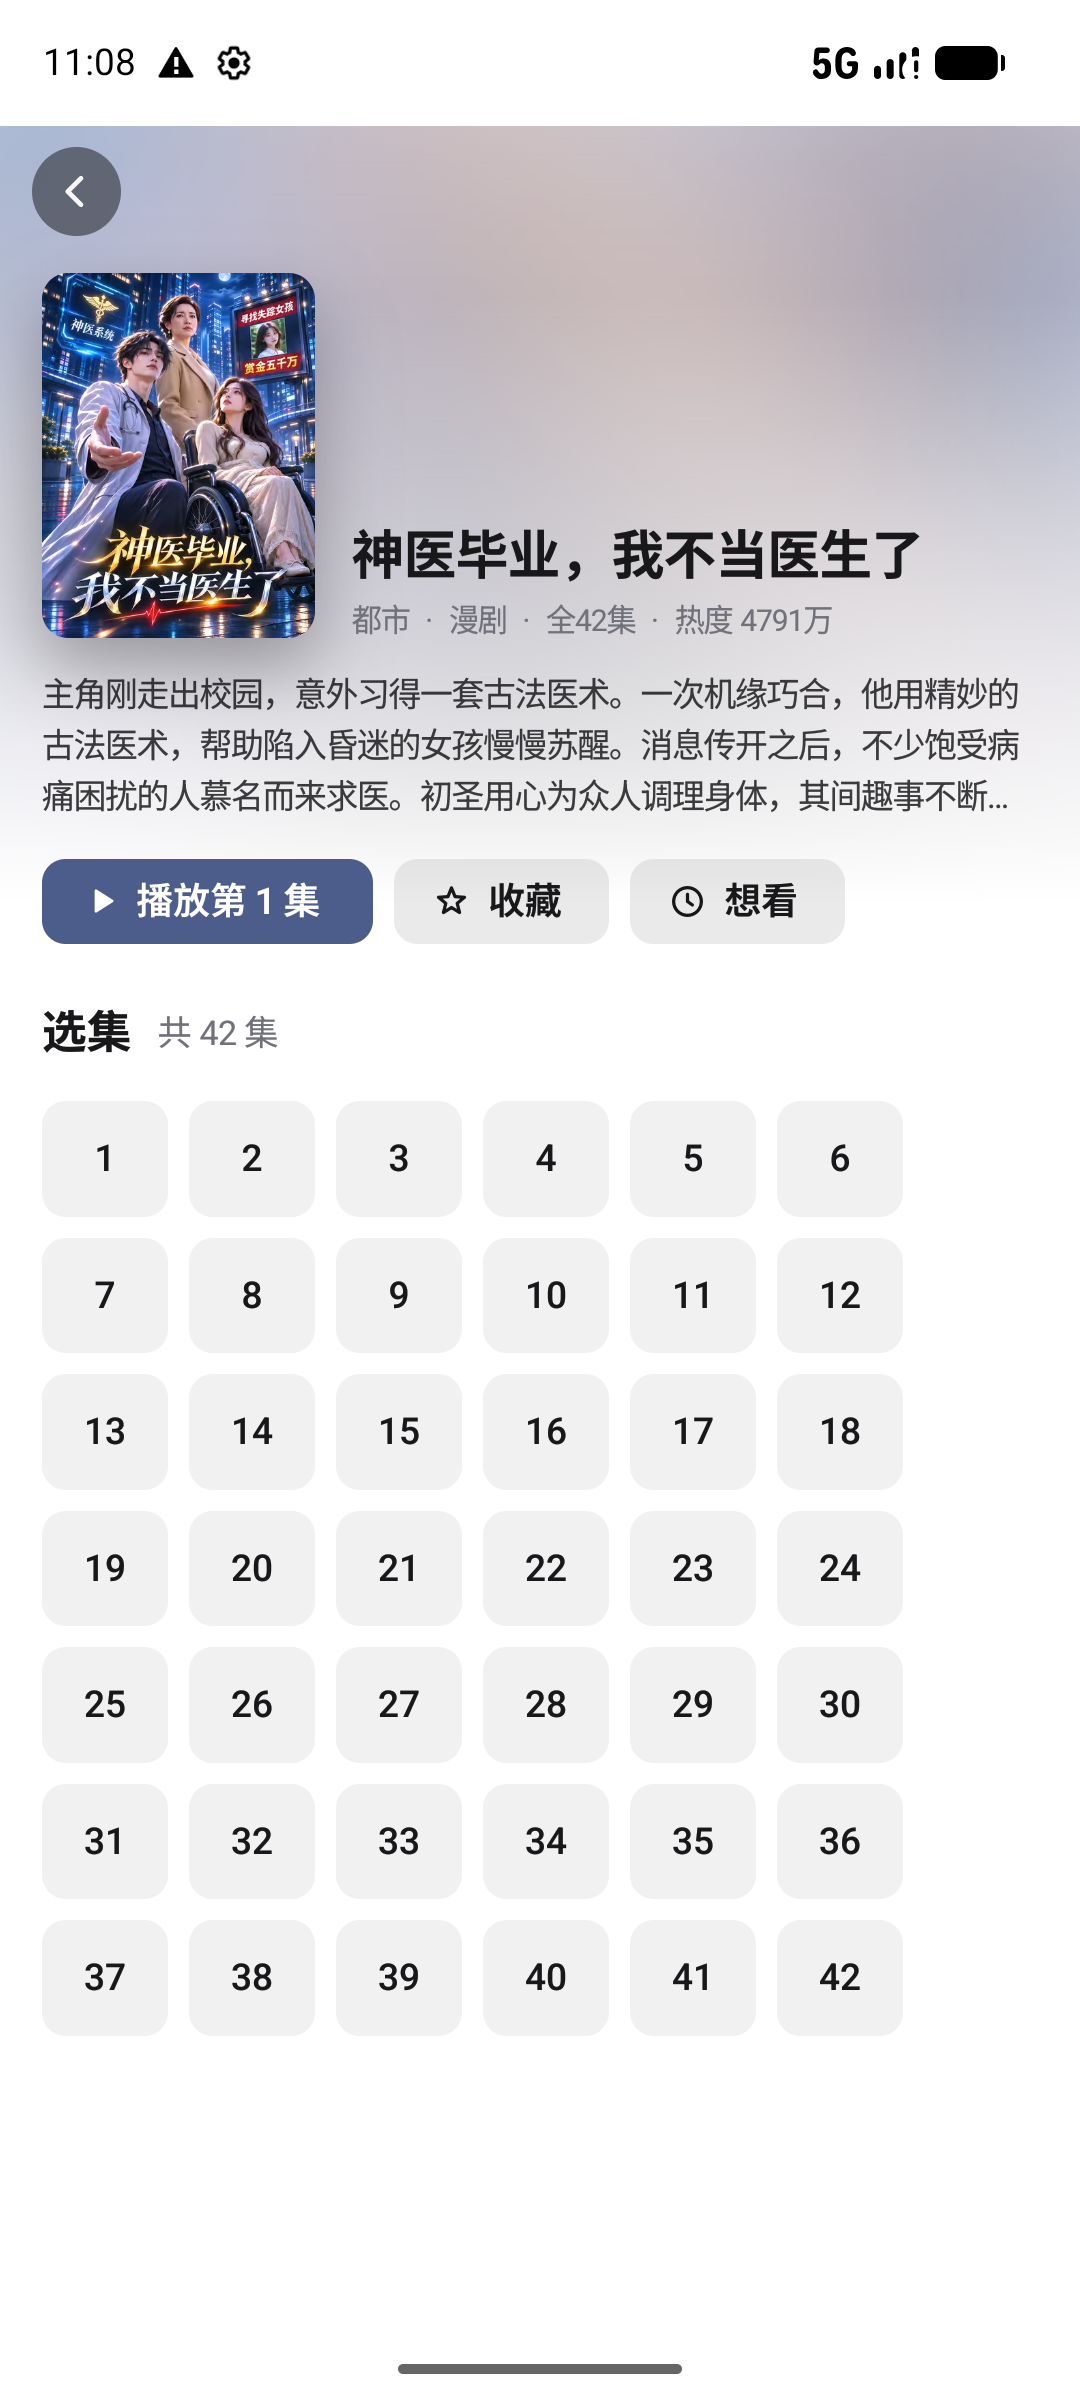 11:08
5G
神医系统
寻找失踪女孩
赏金五千万
神医毕业,
我不当医生了
神医毕业，我不当医生了
都市 · 漫剧 · 全42集 · 热度 4791万
主角刚走出校园，意外习得一套古法医术。一次机缘巧合，他用精妙的
古法医术，帮助陷入昏迷的女孩慢慢苏醒。消息传开之后，不少饱受病
痛困扰的人慕名而来求医。初圣用心为众人调理身体，其间趣事不断...
播放第 1 集
收藏
想看
选集 共 42 集
1 2 3 4 5 6
7 8 9 10 11 12
13 14 15 16 17 18
19 20 21 22 23 24
25 26 27 28 29 30
31 32 33 34 35 36
37 38 39 40 41 42